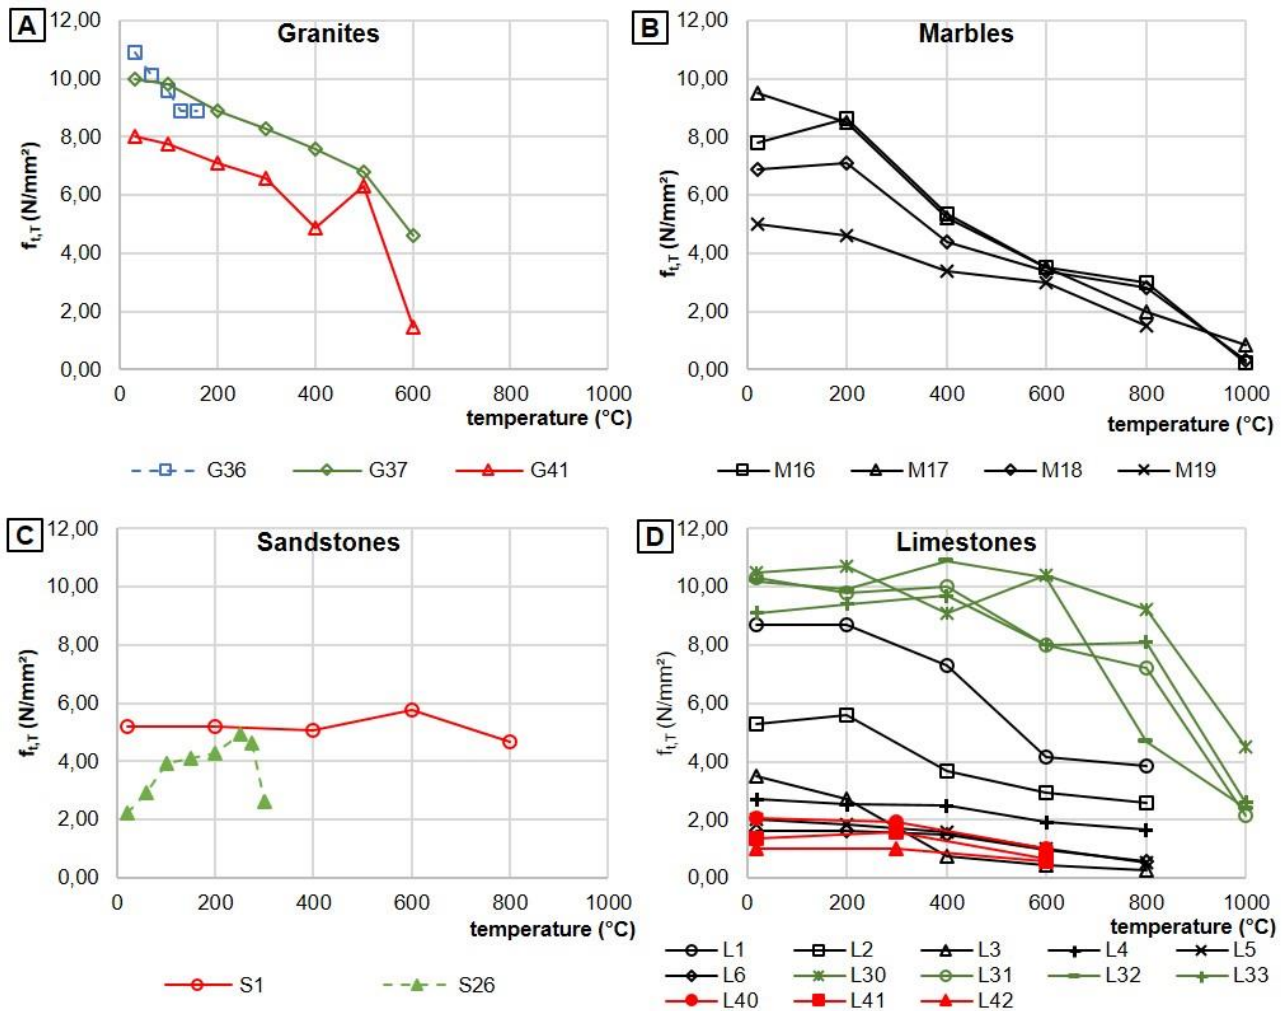 A
Granites
12,00
10,00
8,00
6,00
4,00
2,00
0,00
f t,T (N/mm²)
0 200 400 600 800 1000
temperature (°C)
G36 G37 G41
B
Marbles
12,00
10,00
8,00
6,00
4,00
2,00
0,00
f t,T (N/mm²)
0 200 400 600 800 1000
temperature (°C)
M16 M17 M18 M19
C
Sandstones
12,00
10,00
8,00
6,00
4,00
2,00
0,00
f t,T (N/mm²)
0 200 400 600 800 1000
temperature (°C)
S1 S26
D
Limestones
12,00
10,00
8,00
6,00
4,00
2,00
0,00
f t,T (N/mm²)
0 200 400 600 800 1000
temperature (°C)
L1 L2 L3 L4 L5
L6 L30 L31 L32 L33
L40 L41 L42